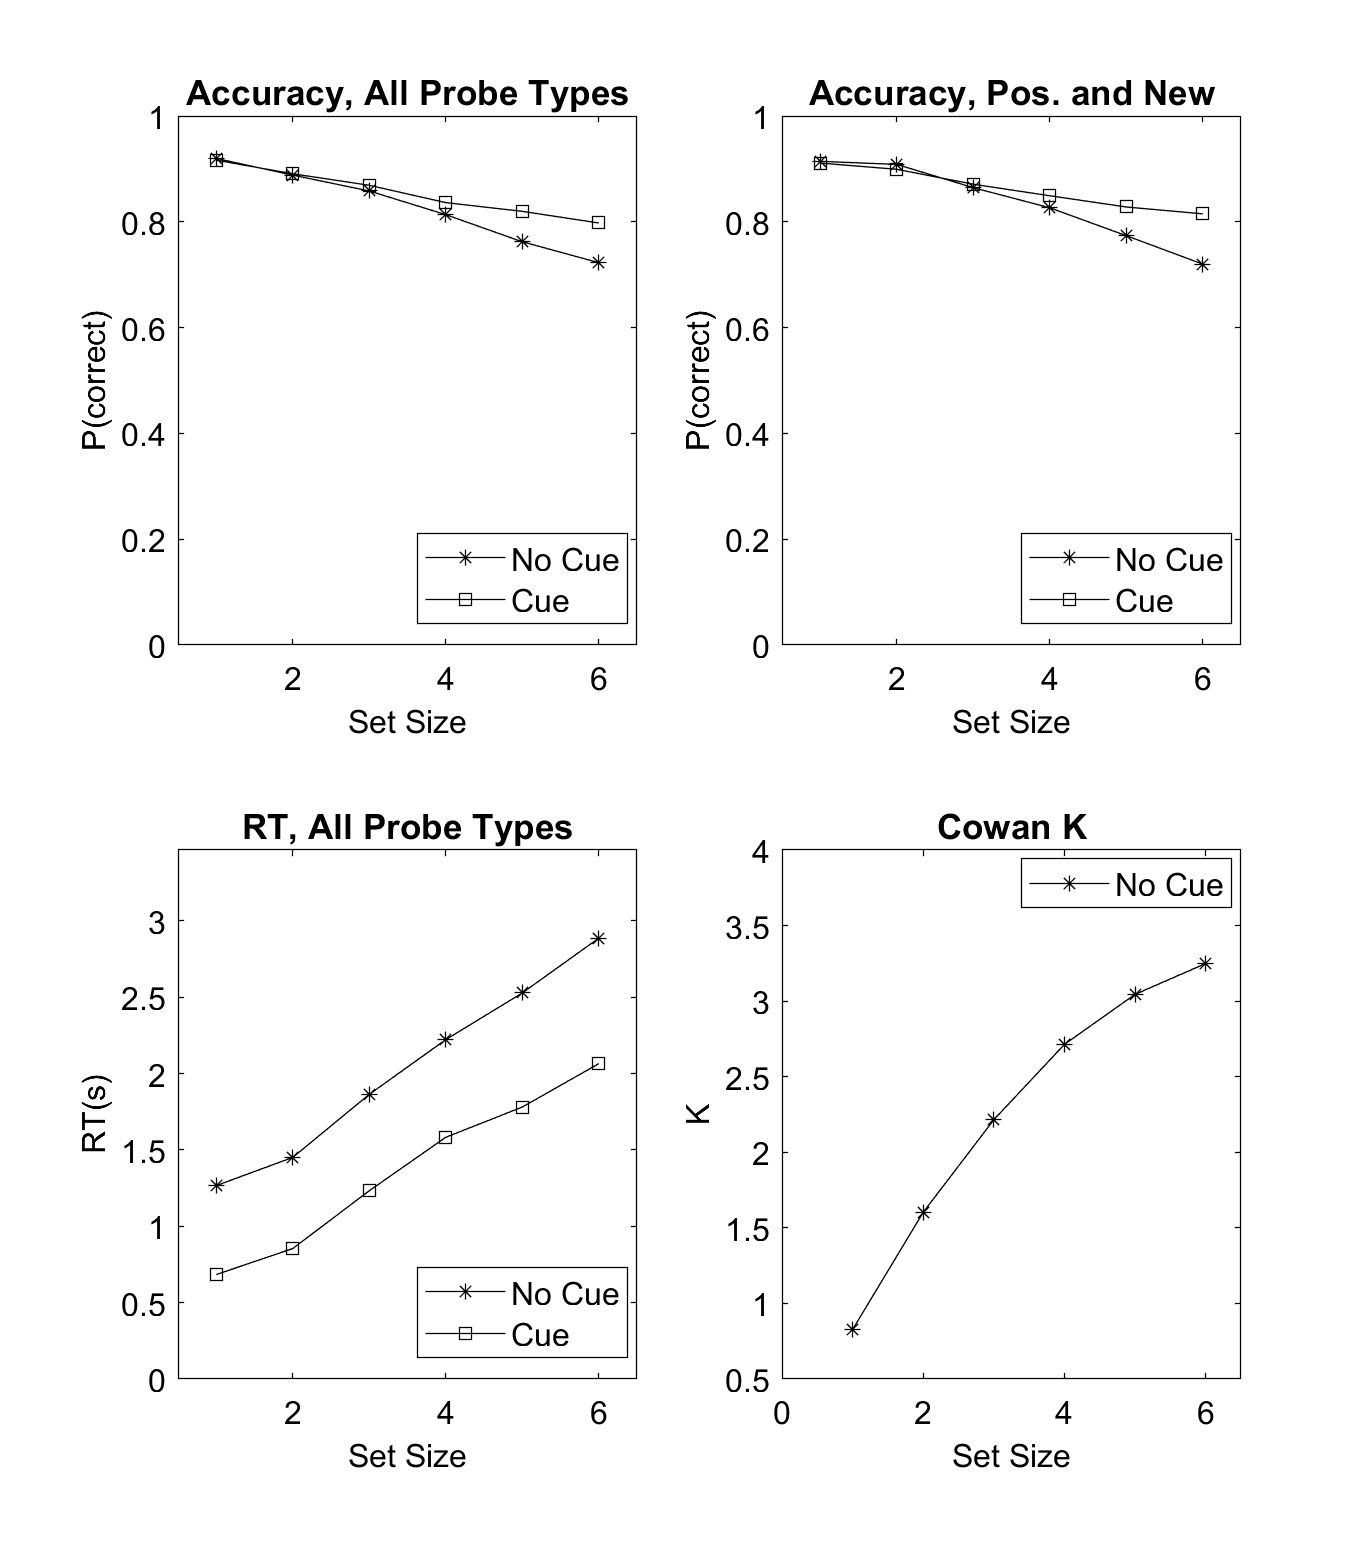 Accuracy, All Probe Types
1
0.8
0.6
0.4
0.2
0
P(correct)
No Cue
Cue
2 4 6
Set Size
Accuracy, Pos. and New
1
0.8
0.6
0.4
0.2
0
P(correct)
No Cue
Cue
2 4 6
Set Size
RT, All Probe Types
3
2.5
2
1.5
1
0.5
0
RT(s)
No Cue
Cue
2 4 6
Set Size
Cowan K
4
3.5
3
2.5
2
1.5
1
0.5
K
No Cue
0 2 4 6
Set Size